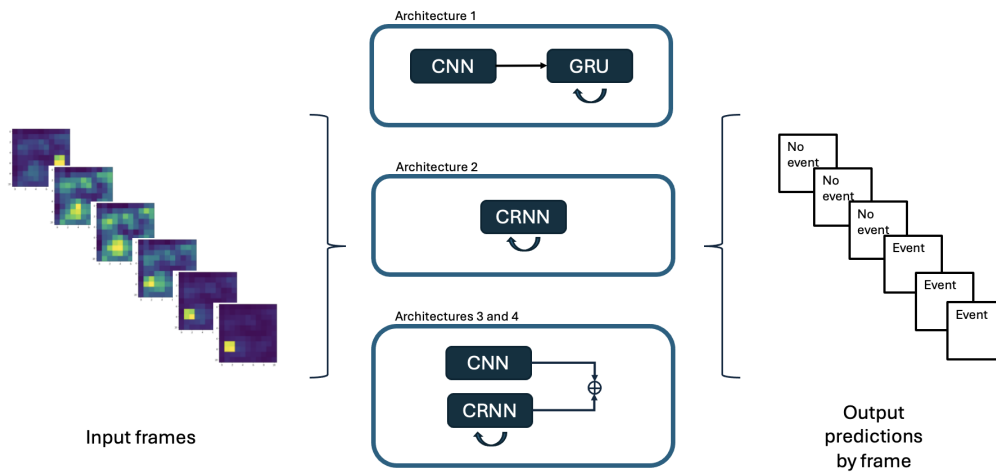 Architecture 1
CNN
GRU
Architecture 2
CRNN
Architectures 3 and 4
CNN
CRNN
Input frames
No
event
No
event
No
event
Event
Event
Event
Output
predictions
by frame